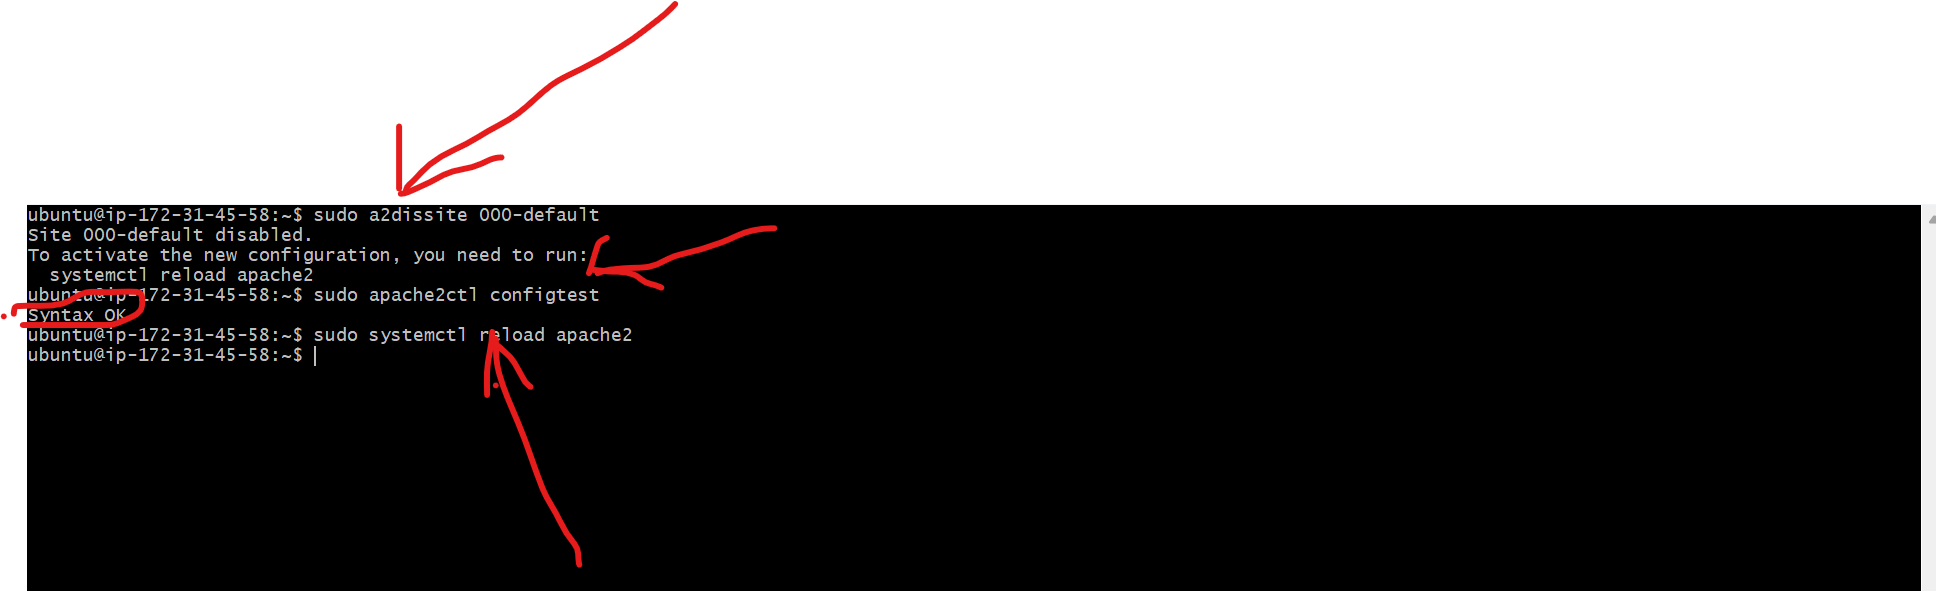 ubuntu@ip-172-31-45-58:~$ sudo a2dissite 000-default
Site 000-default disabled.
To activate the new configuration, you need to run:
  systemctl reload apache2
ubuntu@ip-172-31-45-58:~$ sudo apache2ctl configtest
Syntax OK
ubuntu@ip-172-31-45-58:~$ sudo systemctl reload apache2
ubuntu@ip-172-31-45-58:~$